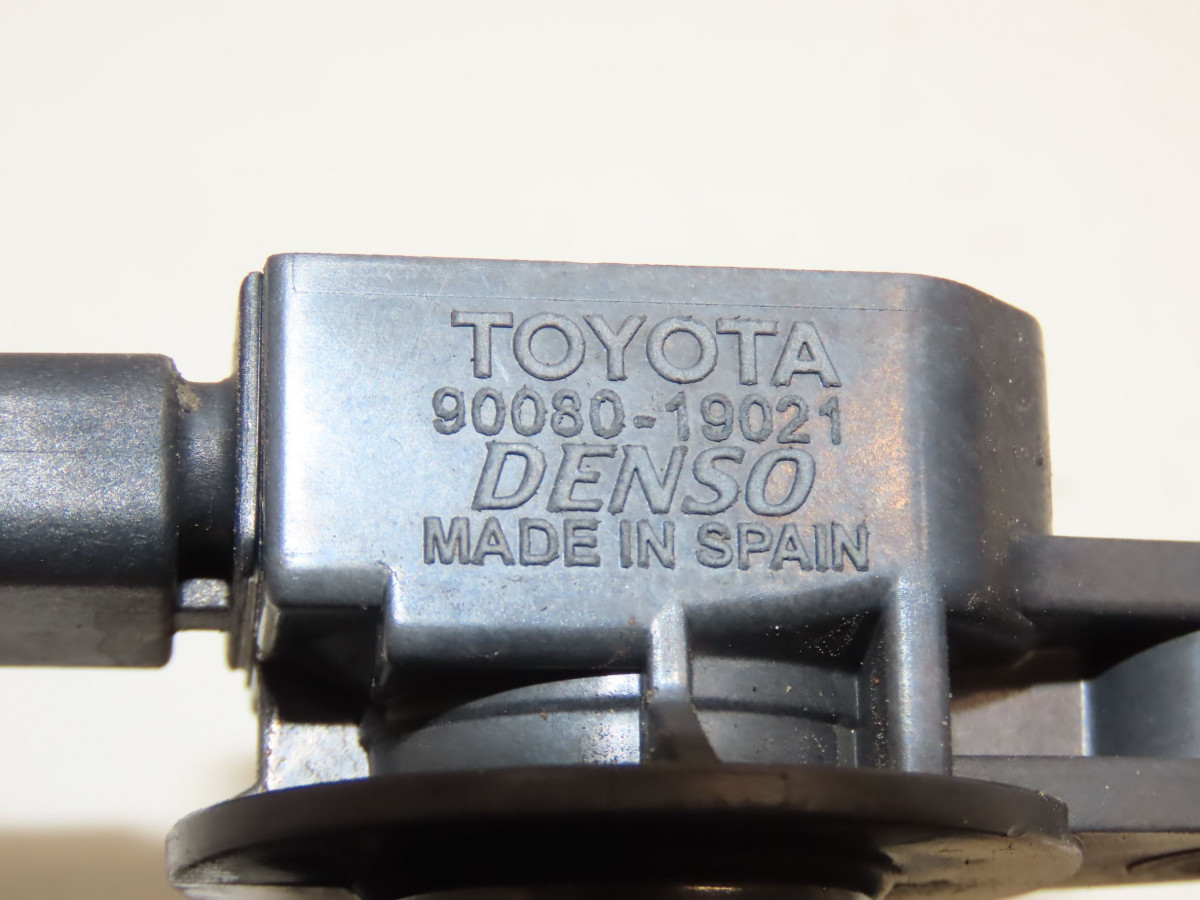 TOYOTA
90080-19021
DENSO
MADE IN SPAIN